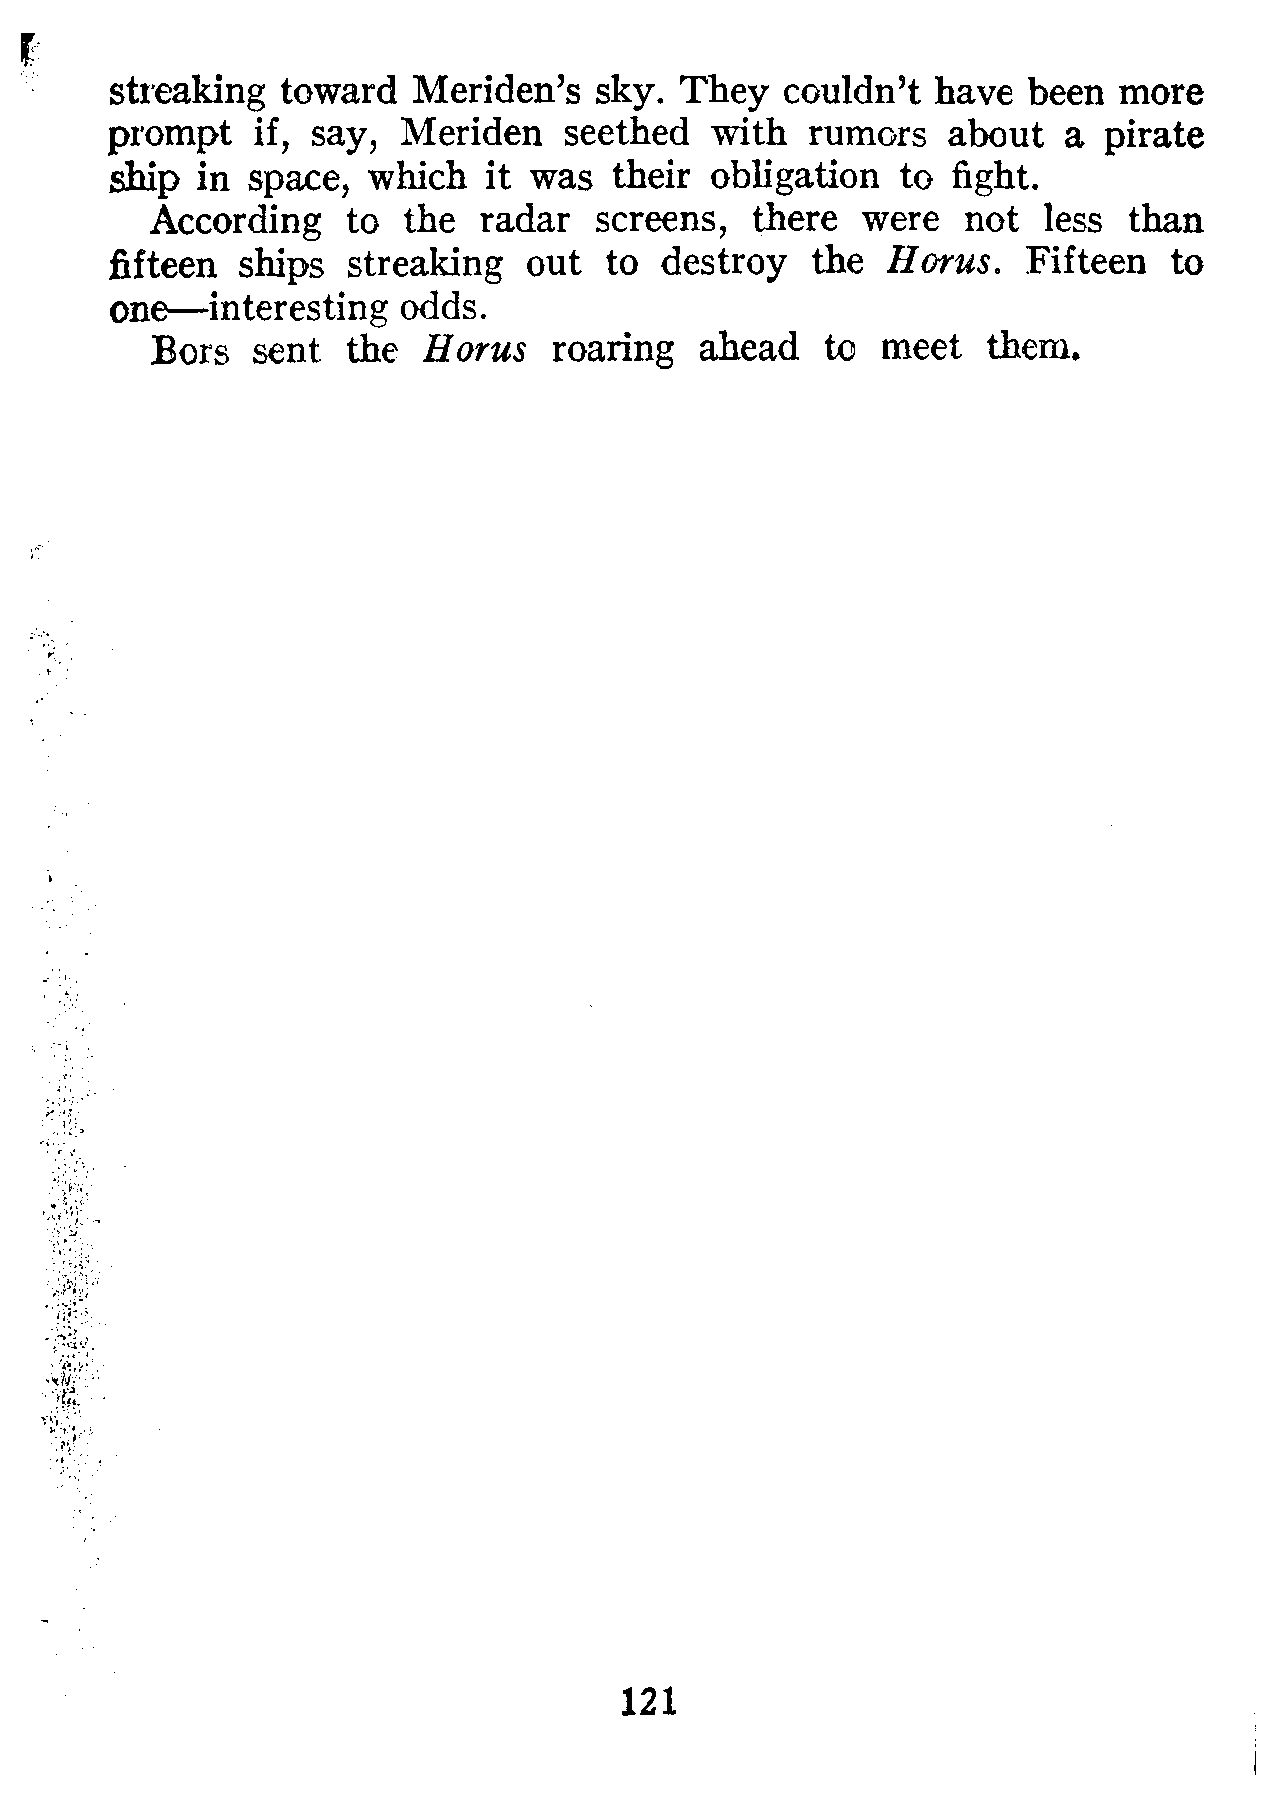 streaking toward Meriden's sky. They couldn't have been more
prompt if, say, Meriden seethed with rumors about a pirate
ship in space, which it was their obligation to fight.
According to the radar screens, there were not less than
fifteen ships streaking out to destroy the Horus. Fifteen to
one—interesting odds.
Bors sent the Horus roaring ahead to meet them.
121